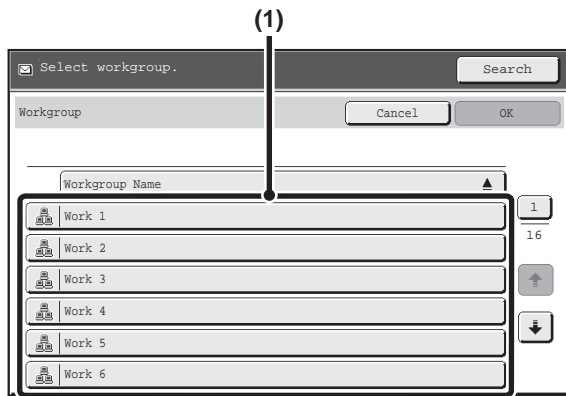 (1)
Select workgroup.
Search
Workgroup
Cancel
OK
Workgroup Name
Work 1
1
Work 2
16
Work 3
Work 4
Work 5
Work 6